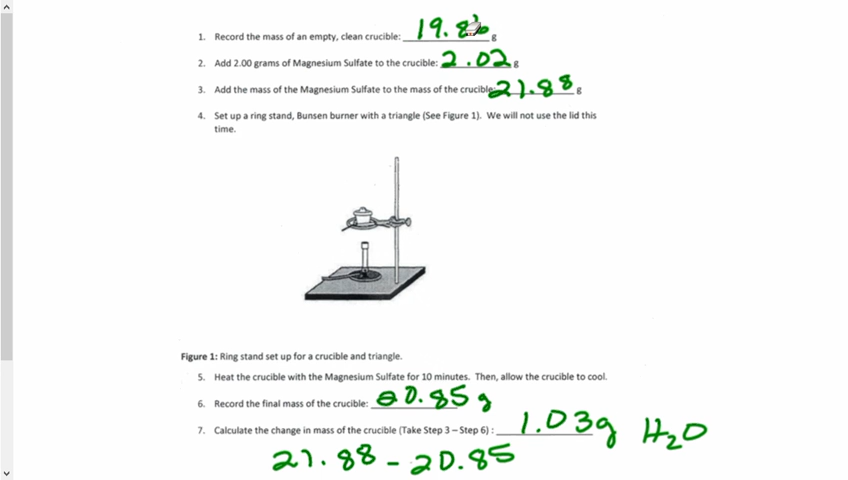 1. Record the mass of an empty, clean crucible: 19.86 g
2. Add 2.00 grams of Magnesium Sulfate to the crucible: 2.02 g
3. Add the mass of the Magnesium Sulfate to the mass of the crucible: 21.88 g
4. Set up a ring stand, Bunsen burner with a triangle (See Figure 1). We will not use the lid this
time.
Figure 1: Ring stand set up for a crucible and triangle.
5. Heat the crucible with the Magnesium Sulfate for 10 minutes. Then, allow the crucible to cool.
6. Record the final mass of the crucible: 20.85 g
7. Calculate the change in mass of the crucible (Take Step 3 – Step 6) : 1.03g H2O
21.88 - 20.85